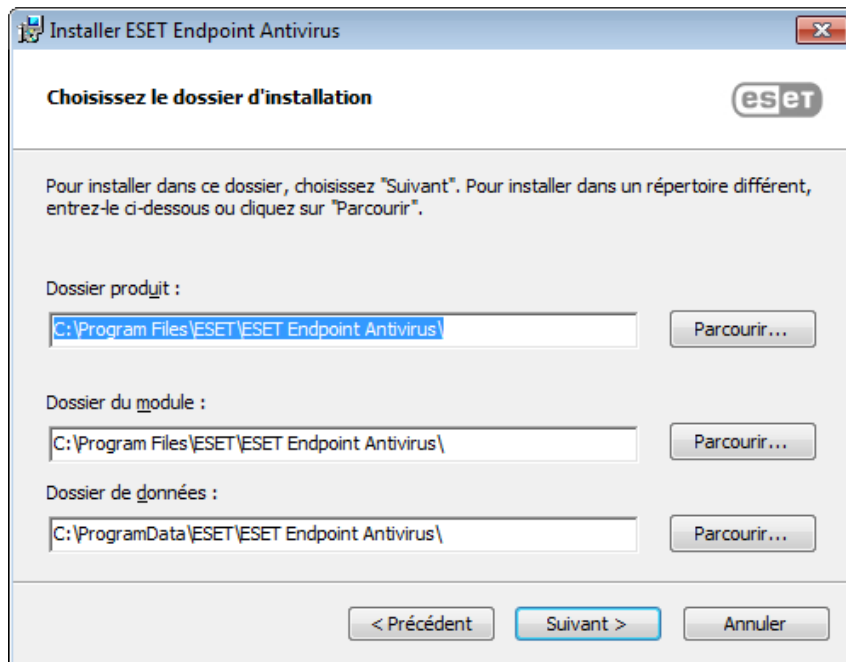 Installer ESET Endpoint Antivirus
Choisissez le dossier d'installation
eset
Pour installer dans ce dossier, choisissez "Suivant". Pour installer dans un répertoire différent,
entrez-le ci-dessous ou cliquez sur "Parcourir".
Dossier produit :
C:\Program Files\ESET\ESET Endpoint Antivirus\
Parcourir...
Dossier du module :
C:\Program Files\ESET\ESET Endpoint Antivirus\
Parcourir...
Dossier de données :
C:\ProgramData\ESET\ESET Endpoint Antivirus\
Parcourir...
< Précédent
Suivant >
Annuler